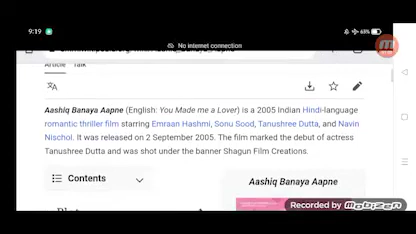 9:19
63%
No internet connection
Article Talk
Aashiq Banaya Aapne (English: You Made me a Lover) is a 2005 Indian Hindi-language
romantic thriller film starring Emraan Hashmi, Sonu Sood, Tanushree Dutta, and Navin
Nischol. It was released on 2 September 2005. The film marked the debut of actress
Tanushree Dutta and was shot under the banner Shagun Film Creations.
Contents
Aashiq Banaya Aapne
Recorded by Mobizen